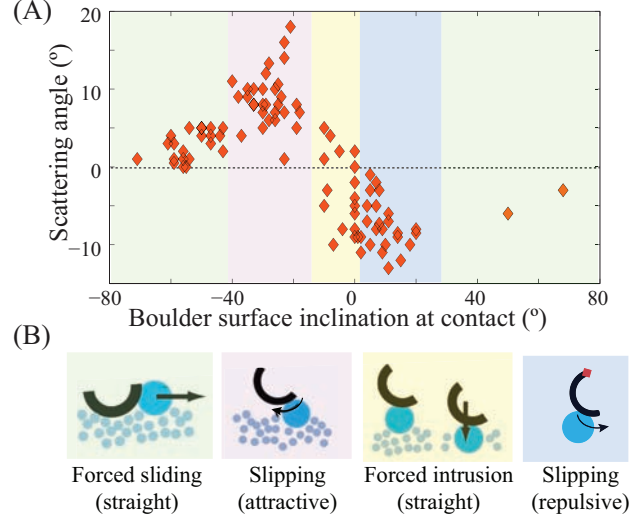 (A)
Scattering angle (º)
20
10
0
−10
−80
−40
0
40
80
Boulder surface inclination at contact (º)
(B)
Forced sliding
(straight)
Slipping
(attractive)
Forced intrusion
(straight)
Slipping
(repulsive)